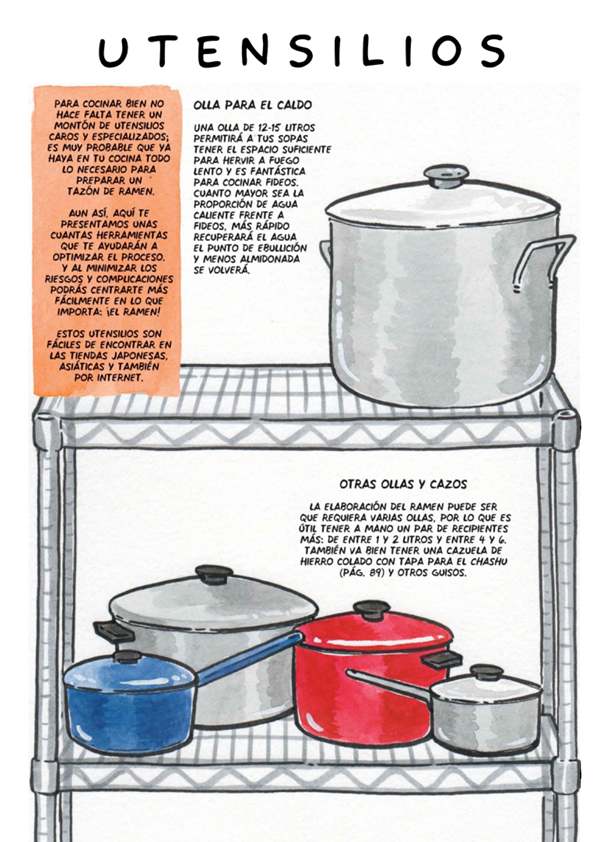 UTENSILIOS
PARA COCINAR BIEN NO
HACE FALTA TENER UN
MONTÓN DE UTENSILIOS
CAROS Y ESPECIALIZADOS;
ES MUY PROBABLE QUE YA
HAYA EN TU COCINA TODO
LO NECESARIO PARA
PREPARAR UN
TAZÓN DE RAMEN.
AUN ASÍ, AQUÍ TE
PRESENTAMOS UNAS
CUANTAS HERRAMIENTAS
QUE TE AYUDARÁN A
OPTIMIZAR EL PROCESO.
Y AL MINIMIZAR LOS
RIESGOS Y COMPLICACIONES
PODRÁS CENTRARTE MÁS
FÁCILMENTE EN LO QUE
IMPORTA: ¡EL RAMEN!
ESTOS UTENSILIOS SON
FÁCILES DE ENCONTRAR EN
LAS TIENDAS JAPONESAS,
ASIÁTICAS Y TAMBIÉN
POR INTERNET.
OLLA PARA EL CALDO
UNA OLLA DE 12-15 LITROS
PERMITIRÁ A TUS SOPAS
TENER EL ESPACIO SUFICIENTE
PARA HERVIR A FUEGO
LENTO Y ES FANTÁSTICA
PARA COCINAR FIDEOS.
CUANTO MAYOR SEA LA
PROPORCIÓN DE AGUA
CALIENTE FRENTE A
FIDEOS, MÁS RÁPIDO
RECUPERARÁ EL AGUA
EL PUNTO DE EBULLICIÓN
Y MENOS ALMIDONADA
SE VOLVERÁ.
OTRAS OLLAS Y CAZOS
LA ELABORACIÓN DEL RAMEN PUEDE SER
QUE REQUIERA VARIAS OLLAS, POR LO QUE ES
ÚTIL TENER A MANO UN PAR DE RECIPIENTES
MÁS: DE ENTRE 1 Y 2 LITROS Y ENTRE 4 Y 6.
TAMBIÉN VA BIEN TENER UNA CAZUELA DE
HIERRO COLADO CON TAPA PARA EL CHASHU
(PÁG. 89) Y OTROS GUISOS.